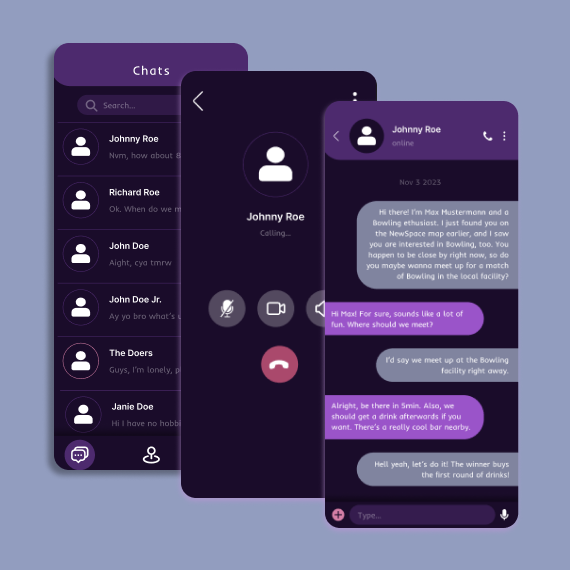 Chats
Search...
Johnny Roe
Nvm, how about 8
Richard Roe
Ok. When do we m
John Doe
Aight, cya tmrw
John Doe Jr.
Ay yo bro what's u
The Doers
Guys, I'm lonely, p
Janie Doe
Hi I have no hobbi
Johnny Roe
Calling...
Johnny Roe
online
Nov 3 2023
Hi there! I'm Max Mustermann and a
Bowling ethusiast. I just found you on
the NewSpace map earlier, and I saw
you are interested in Bowling, too. You
happen to be close by right now, so do
you maybe wanna meet up for a match
of Bowling in the local facility?
Hi Max! For sure, sounds like a lot of
fun. Where should we meet?
I'd say we meet up at the Bowling
facility right away.
Alright, be there in 5min. Also, we
should get a drink afterwards if you
want. There's a really cool bar nearby.
Hell yeah, let's do it! The winner buys
the first round of drinks!
Type...